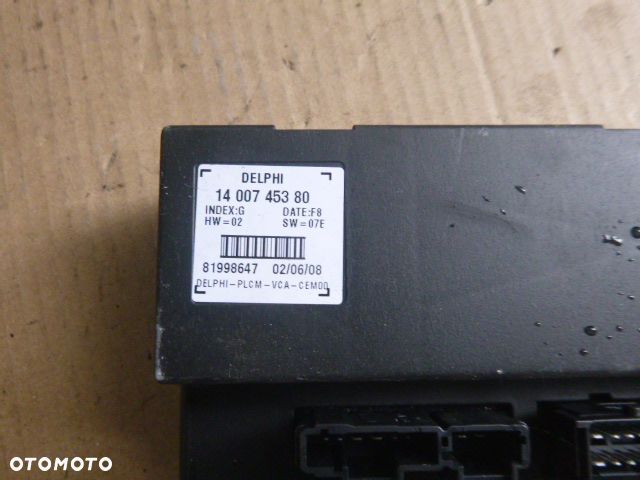 DELPHI
14 007 453 80
INDEX:G DATE:F8
HW=02 SW=07E
81998647 02/06/08
DELPHI-PLCM-VCA-CEM00
OTOMOTO